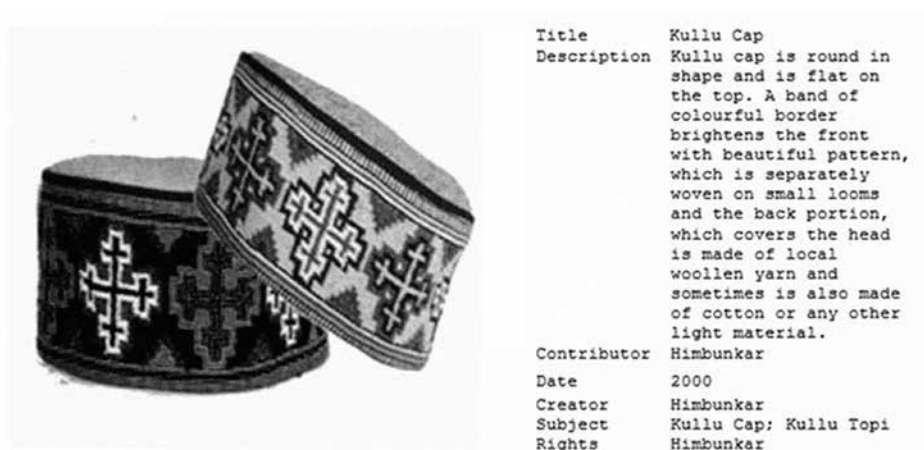 Title Kullu Cap
Description Kullu cap is round in
shape and is flat on
the top. A band of
colourful border
brightens the front
with beautiful pattern,
which is separately
woven on small looms
and the back portion,
which covers the head
is made of local
woollen yarn and
sometimes is also made
of cotton or any other
light material.
Contributor Himbunkar
Date 2000
Creator Himbunkar
Subject Kullu Cap; Kullu Topi
Rights Himbunkar